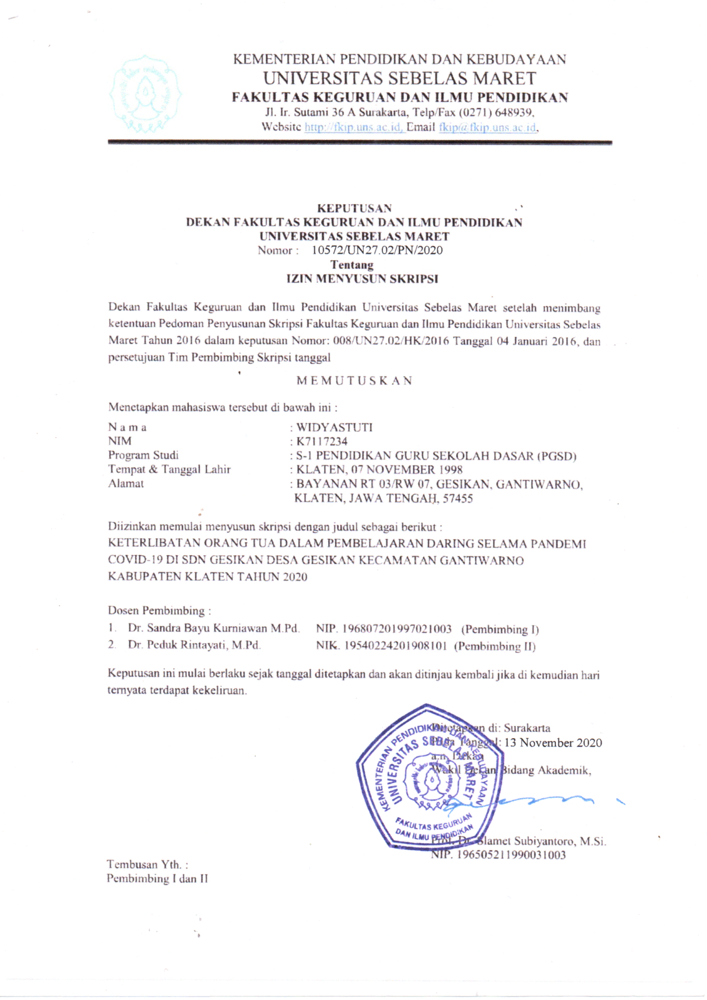 KEMENTERIAN PENDIDIKAN DAN KEBUDAYAAN
UNIVERSITAS SEBELAS MARET
FAKULTAS KEGURUAN DAN ILMU PENDIDIKAN
Jl. Ir. Sutami 36 A Surakarta, Telp/Fax (0271) 648939,
Website http://fkip.uns.ac.id, Email fkip@fkip.uns.ac.id,
KEPUTUSAN
DEKAN FAKULTAS KEGURUAN DAN ILMU PENDIDIKAN
UNIVERSITAS SEBELAS MARET
Nomor : 10572/UN27.02/PN/2020
Tentang
IZIN MENYUSUN SKRIPSI
Dekan Fakultas Keguruan dan Ilmu Pendidikan Universitas Sebelas Maret setelah menimbang
ketentuan Pedoman Penyusunan Skripsi Fakultas Keguruan dan Ilmu Pendidikan Universitas Sebelas
Maret Tahun 2016 dalam keputusan Nomor: 008/UN27.02/HK/2016 Tanggal 04 Januari 2016, dan
persetujuan Tim Pembimbing Skripsi tanggal
M E M U T U S K A N
Menetapkan mahasiswa tersebut di bawah ini :
N a m a : WIDYASTUTI
NIM : K7117234
Program Studi : S-1 PENDIDIKAN GURU SEKOLAH DASAR (PGSD)
Tempat & Tanggal Lahir : KLATEN, 07 NOVEMBER 1998
Alamat : BAYANAN RT 03/RW 07, GESIKAN, GANTIWARNO,
KLATEN, JAWA TENGAH, 57455
Diizinkan memulai menyusun skripsi dengan judul sebagai berikut :
KETERLIBATAN ORANG TUA DALAM PEMBELAJARAN DARING SELAMA PANDEMI
COVID-19 DI SDN GESIKAN DESA GESIKAN KECAMATAN GANTIWARNO
KABUPATEN KLATEN TAHUN 2020
Dosen Pembimbing :
1. Dr. Sandra Bayu Kurniawan M.Pd. NIP. 196807201997021003 (Pembimbing I)
2. Dr. Peduk Rintayati, M.Pd. NIK. 19540224201908101 (Pembimbing II)
Keputusan ini mulai berlaku sejak tanggal ditetapkan dan akan ditinjau kembali jika di kemudian hari
ternyata terdapat kekeliruan.
Ditetapkan di: Surakarta
Pada Tanggal: 13 November 2020
a.n. Dekan
Wakil Dekan Bidang Akademik,
KEMENTERIAN PENDIDIKAN DAN KEBUDAYAAN
UNIVERSITAS SEBELAS MARET
FAKULTAS KEGURUAN
DAN ILMU PENDIDIKAN
Prof. Dr. Slamet Subiyantoro, M.Si.
NIP. 196505211990031003
Tembusan Yth. :
Pembimbing I dan II